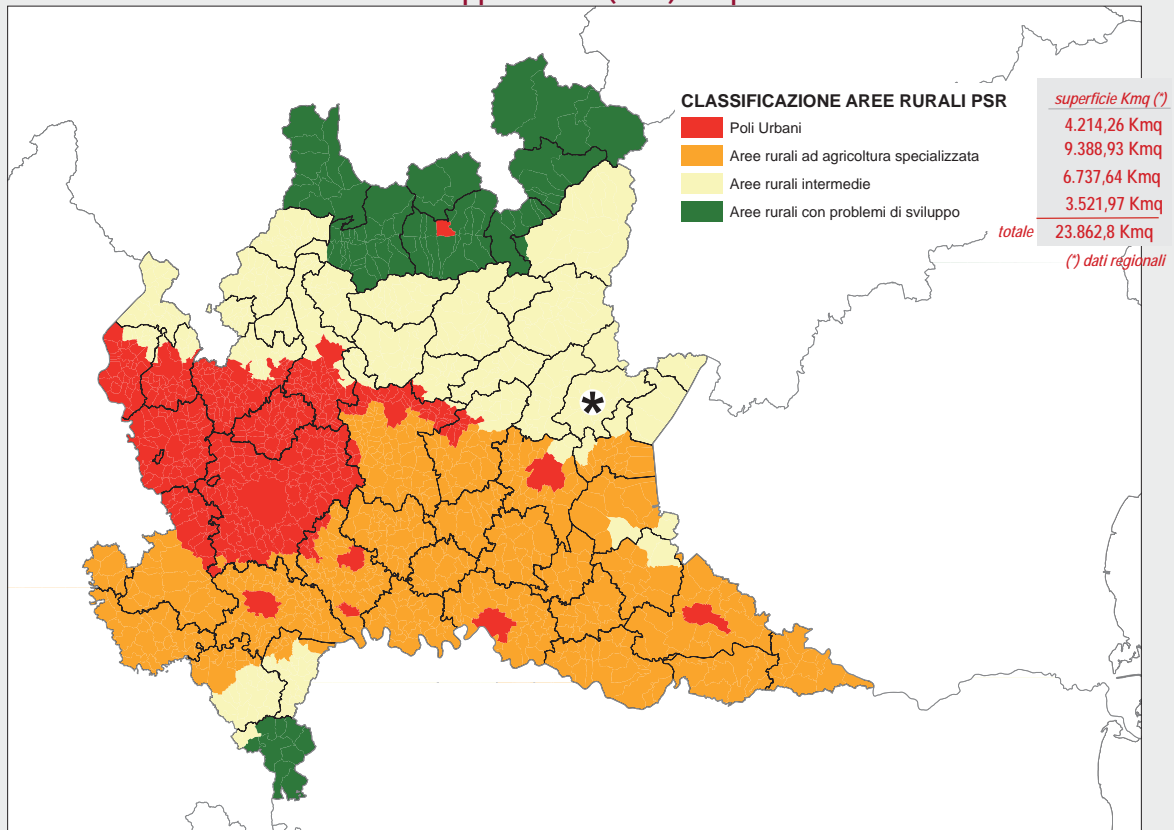 CLASSIFICAZIONE AREE RURALI PSR
Poli Urbani
Aree rurali ad agricoltura specializzata
Aree rurali intermedie
Aree rurali con problemi di sviluppo
superficie Kmq (*)
4.214,26 Kmq
9.388,93 Kmq
6.737,64 Kmq
3.521,97 Kmq
totale 23.862,8 Kmq
(*) dati regionali
*